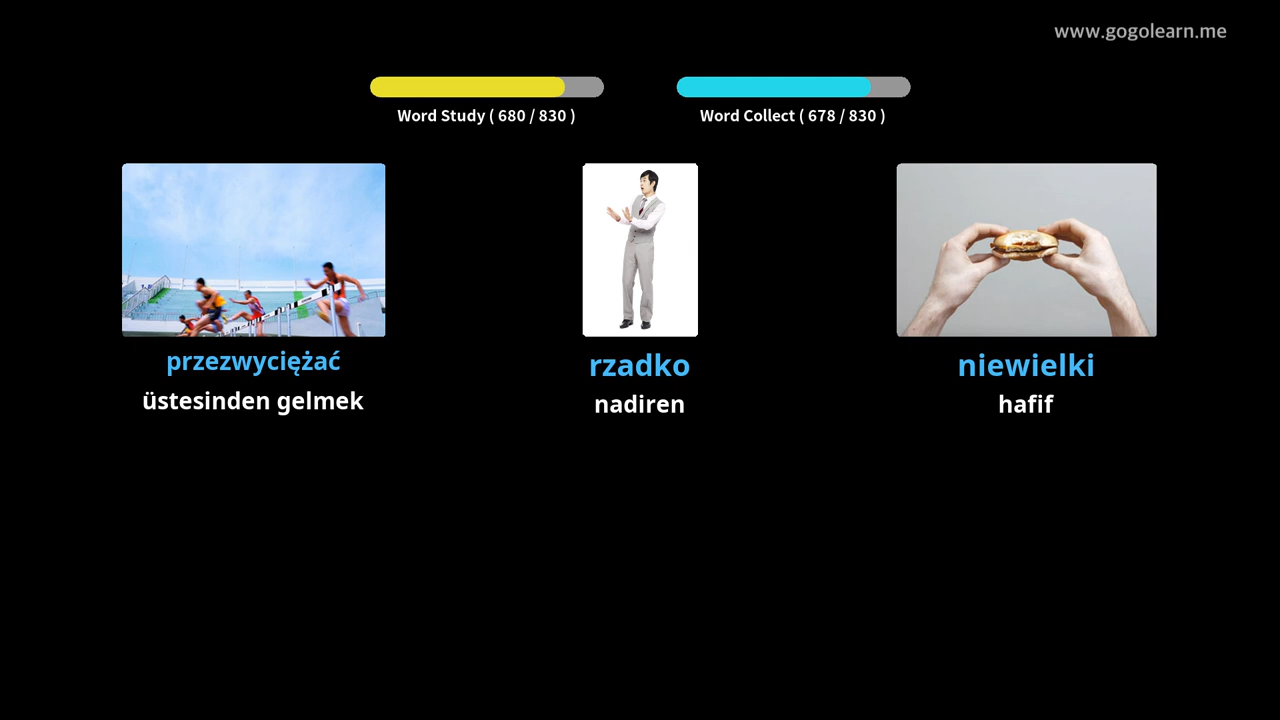 www.gogolearn.me
Word Study ( 680 / 830 )
Word Collect ( 678 / 830 )
przezwyciężać
üstesinden gelmek
rzadko
nadiren
niewielki
hafif